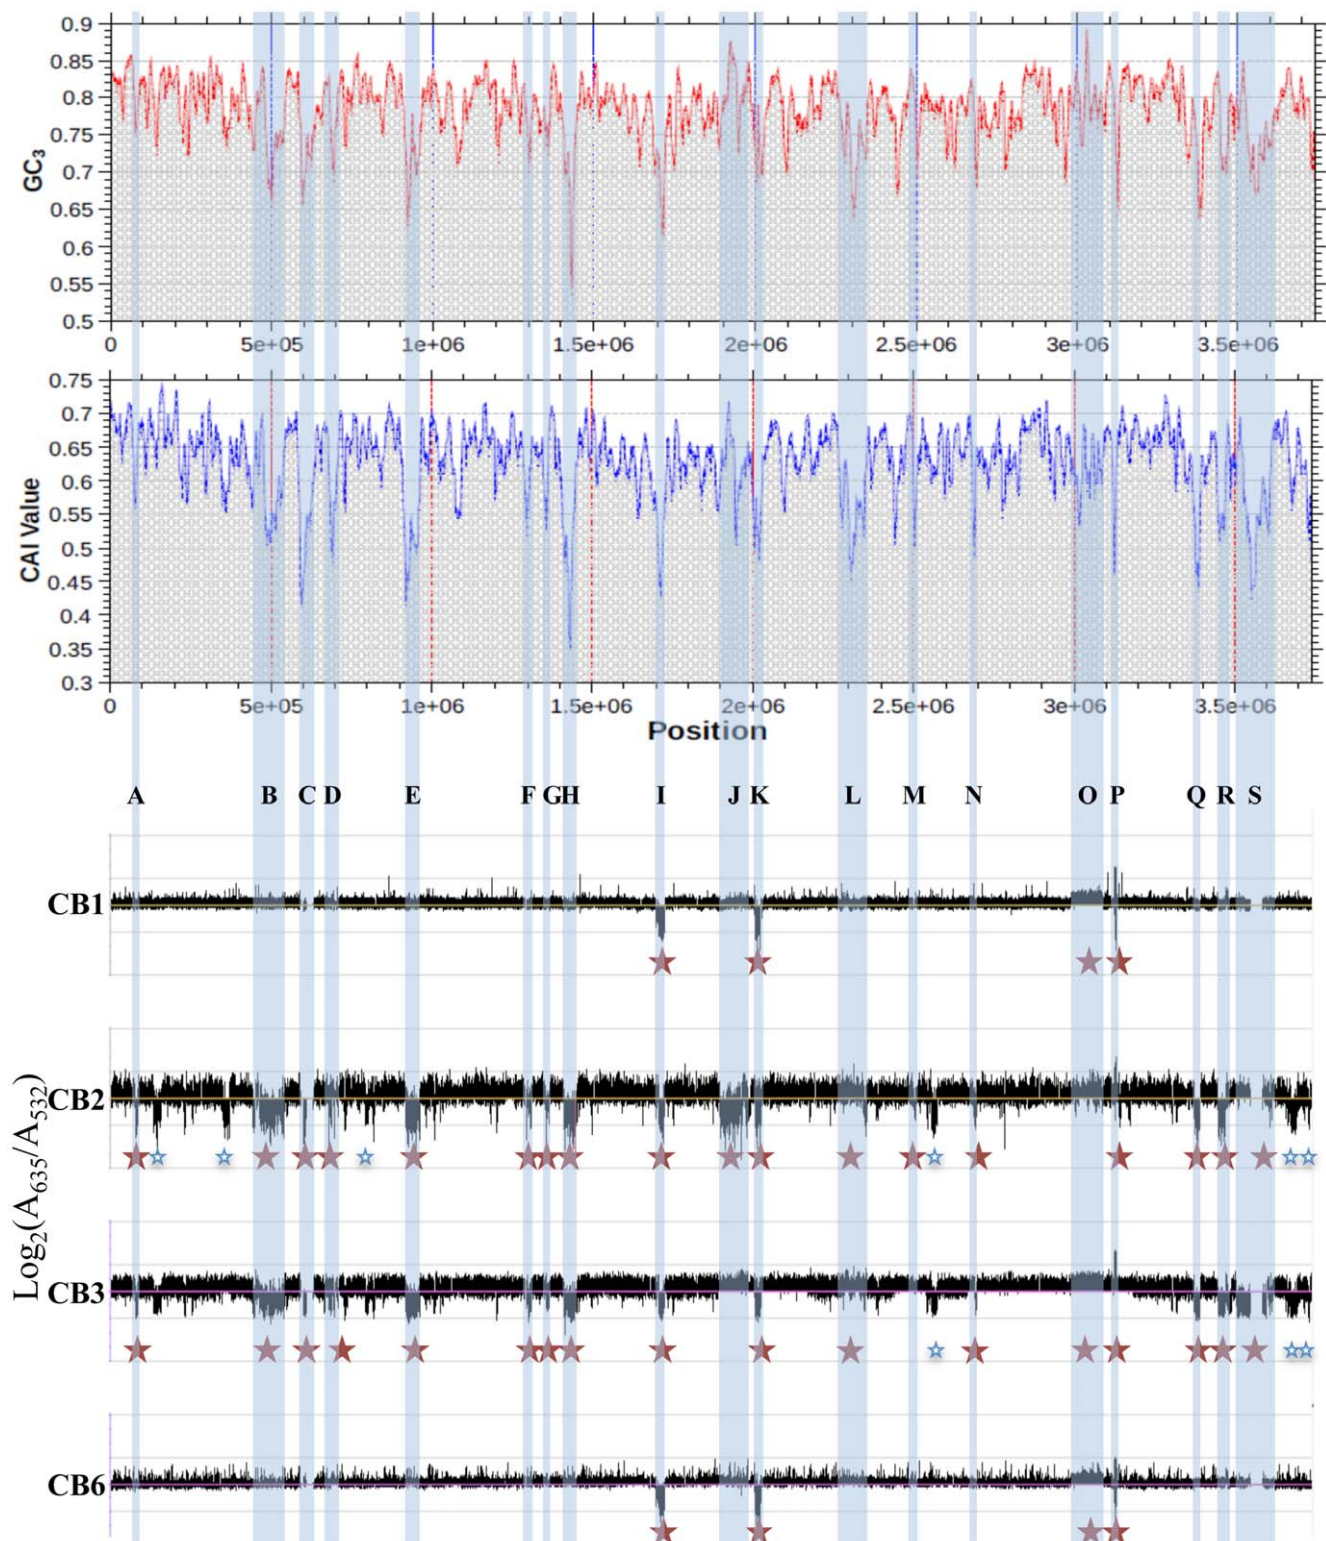 0.9
0.85
0.8
0.75
0.7
0.65
0.6
0.55
0.5
GC3
0 5e+05 1e+06 1.5e+06 2e+06 2.5e+06 3e+06 3.5e+06
0.75
0.7
0.65
0.6
0.55
0.5
0.45
0.4
0.35
0.3
CAI Value
0 5e+05 1e+06 1.5e+06 2e+06 2.5e+06 3e+06 3.5e+06
Position
A B C D E F G H I J K L M N O P Q R S
CB1
CB2
CB3
CB6
Log2(A635/A532)